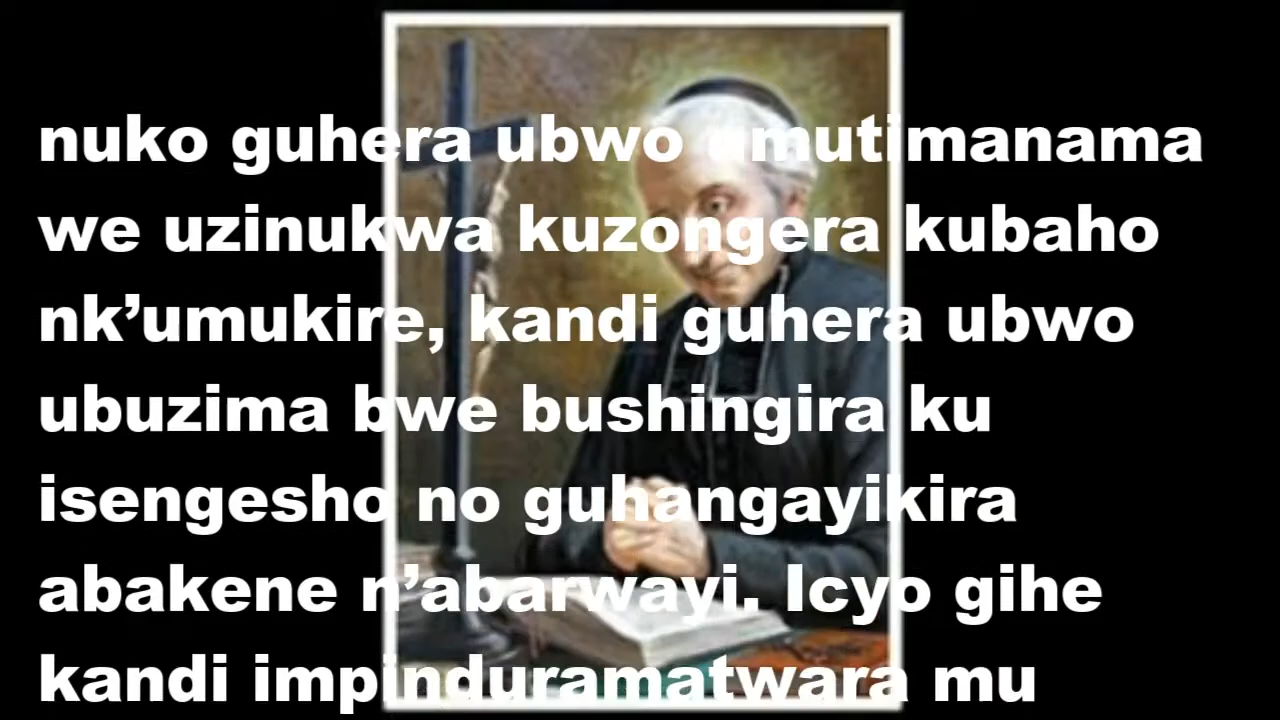 nuko guhera ubwo umutimanama
we uzinukwa kuzongera kubaho
nk’umukire, kandi guhera ubwo
ubuzima bwe bushingira ku
isengesho no guhangayikira
abakene n’abarwayi. Icyo gihe
kandi impinduramatwara mu